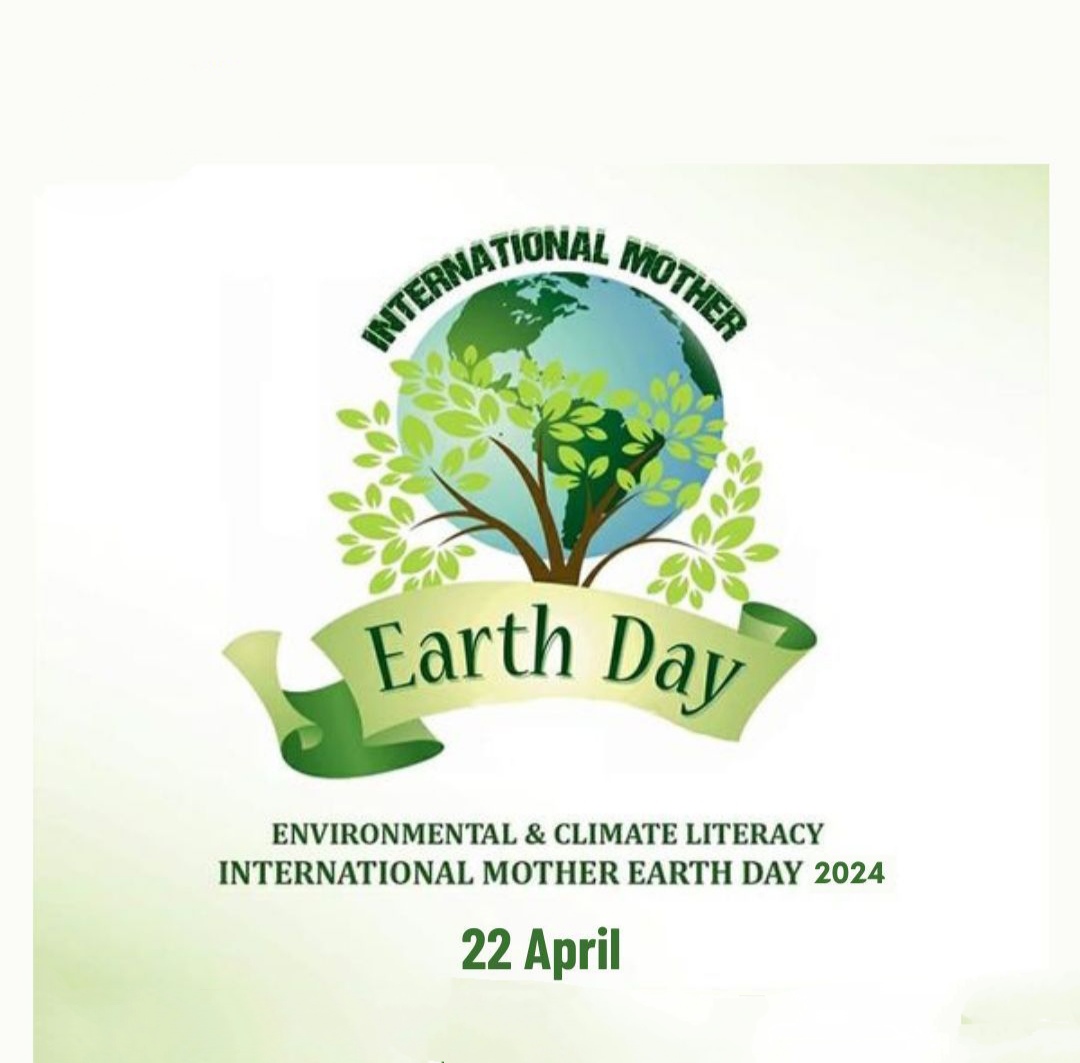 INTERNATIONAL MOTHER
Earth Day
ENVIRONMENTAL & CLIMATE LITERACY
INTERNATIONAL MOTHER EARTH DAY 2024
22 April